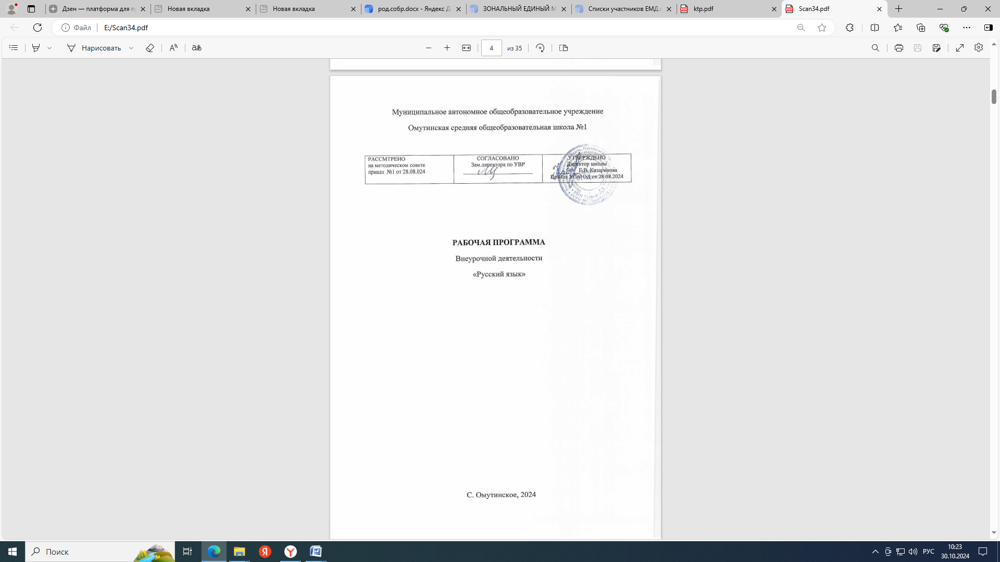 Дзен — платформа для п
Новая вкладка
Новая вкладка
род.собр.docx - Яндекс Д
ЗОНАЛЬНЫЙ ЕДИНЫЙ М
Списки участников ЕМД.
ktp.pdf
Scan34.pdf
Файл
E:/Scan34.pdf
Нарисовать
4 из 35
Муниципальное автономное общеобразовательное учреждение
Омутинская средняя общеобразовательная школа №1
РАССМТРЕНО
на методическом совете
приказ №1 от 28.08.024
СОГЛАСОВАНО
Зам.директора по УВР
УТВЕРЖДЕНО
Директор школы
Е.В. Казаринова
Приказ №361ОД от 28.08.2024
РАБОЧАЯ ПРОГРАММА
Внеурочной деятельности
«Русский язык»
С. Омутинское, 2024
Поиск
РУС
10:23
30.10.2024